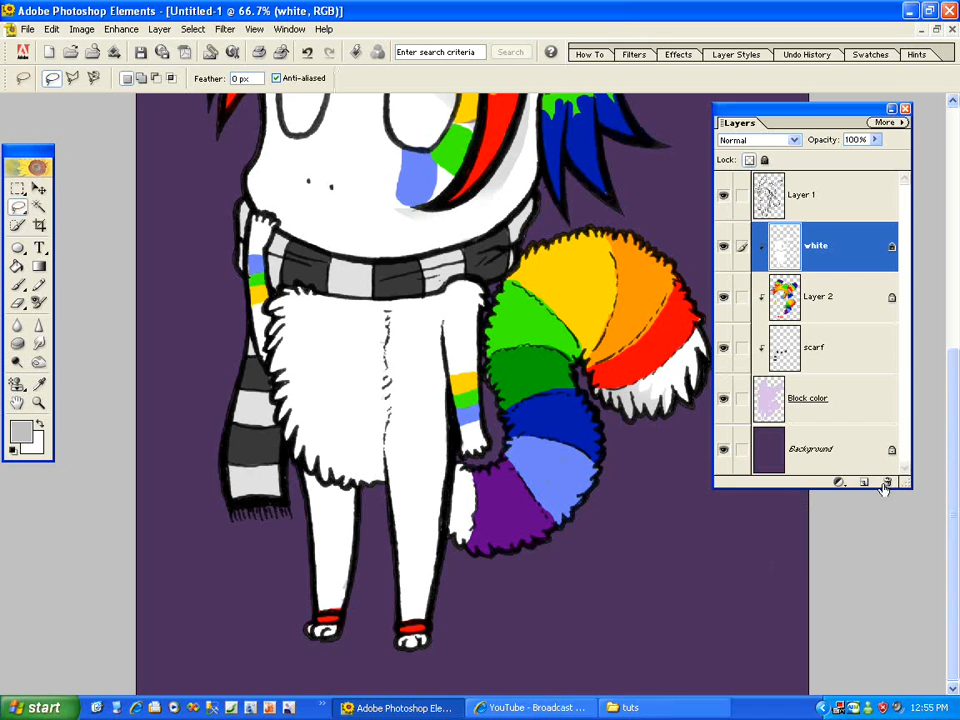 Adobe Photoshop Elements - [Untitled-1 @ 66.7% (white, RGB)]
File Edit Image Enhance Layer Select Filter View Window Help
Enter search criteria Search How To Filters Effects Layer Styles Undo History Swatches Hints
Feather: 0 px Anti-aliased
Layers More
Normal Opacity: 100%
Lock:
Layer 1
white
Layer 2
scarf
Block color
Background
start Adobe Photoshop Ele... YouTube - Broadcast ... tuts 12:55 PM